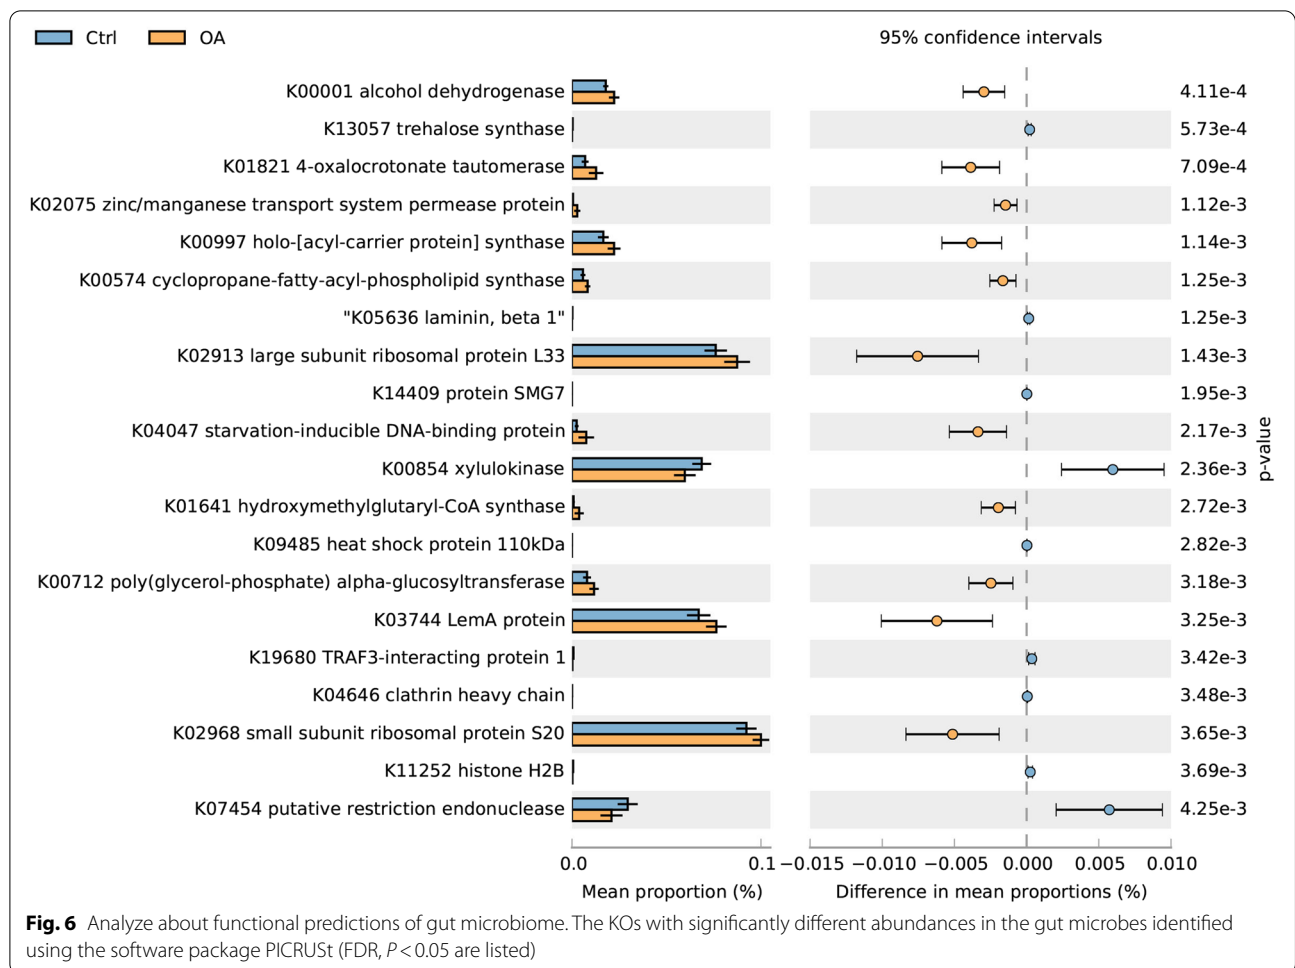 Ctrl OA 95% confidence intervals
K00001 alcohol dehydrogenase 4.11e-4
K13057 trehalose synthase 5.73e-4
K01821 4-oxalocrotonate tautomerase 7.09e-4
K02075 zinc/manganese transport system permease protein 1.12e-3
K00997 holo-[acyl-carrier protein] synthase 1.14e-3
K00574 cyclopropane-fatty-acyl-phospholipid synthase 1.25e-3
"K05636 laminin, beta 1" 1.25e-3
K02913 large subunit ribosomal protein L33 1.43e-3
K14409 protein SMG7 1.95e-3
K04047 starvation-inducible DNA-binding protein 2.17e-3
K00854 xylulokinase 2.36e-3
K01641 hydroxymethylglutaryl-CoA synthase 2.72e-3
K09485 heat shock protein 110kDa 2.82e-3
K00712 poly(glycerol-phosphate) alpha-glucosyltransferase 3.18e-3
K03744 LemA protein 3.25e-3
K19680 TRAF3-interacting protein 1 3.42e-3
K04646 clathrin heavy chain 3.48e-3
K02968 small subunit ribosomal protein S20 3.65e-3
K11252 histone H2B 3.69e-3
K07454 putative restriction endonuclease 4.25e-3
p-value
0.0 0.1 −0.015 −0.010 −0.005 0.000 0.005 0.010
Mean proportion (%) Difference in mean proportions (%)
Fig. 6 Analyze about functional predictions of gut microbiome. The KOs with significantly different abundances in the gut microbes identified
using the software package PICRUSt (FDR, P < 0.05 are listed)